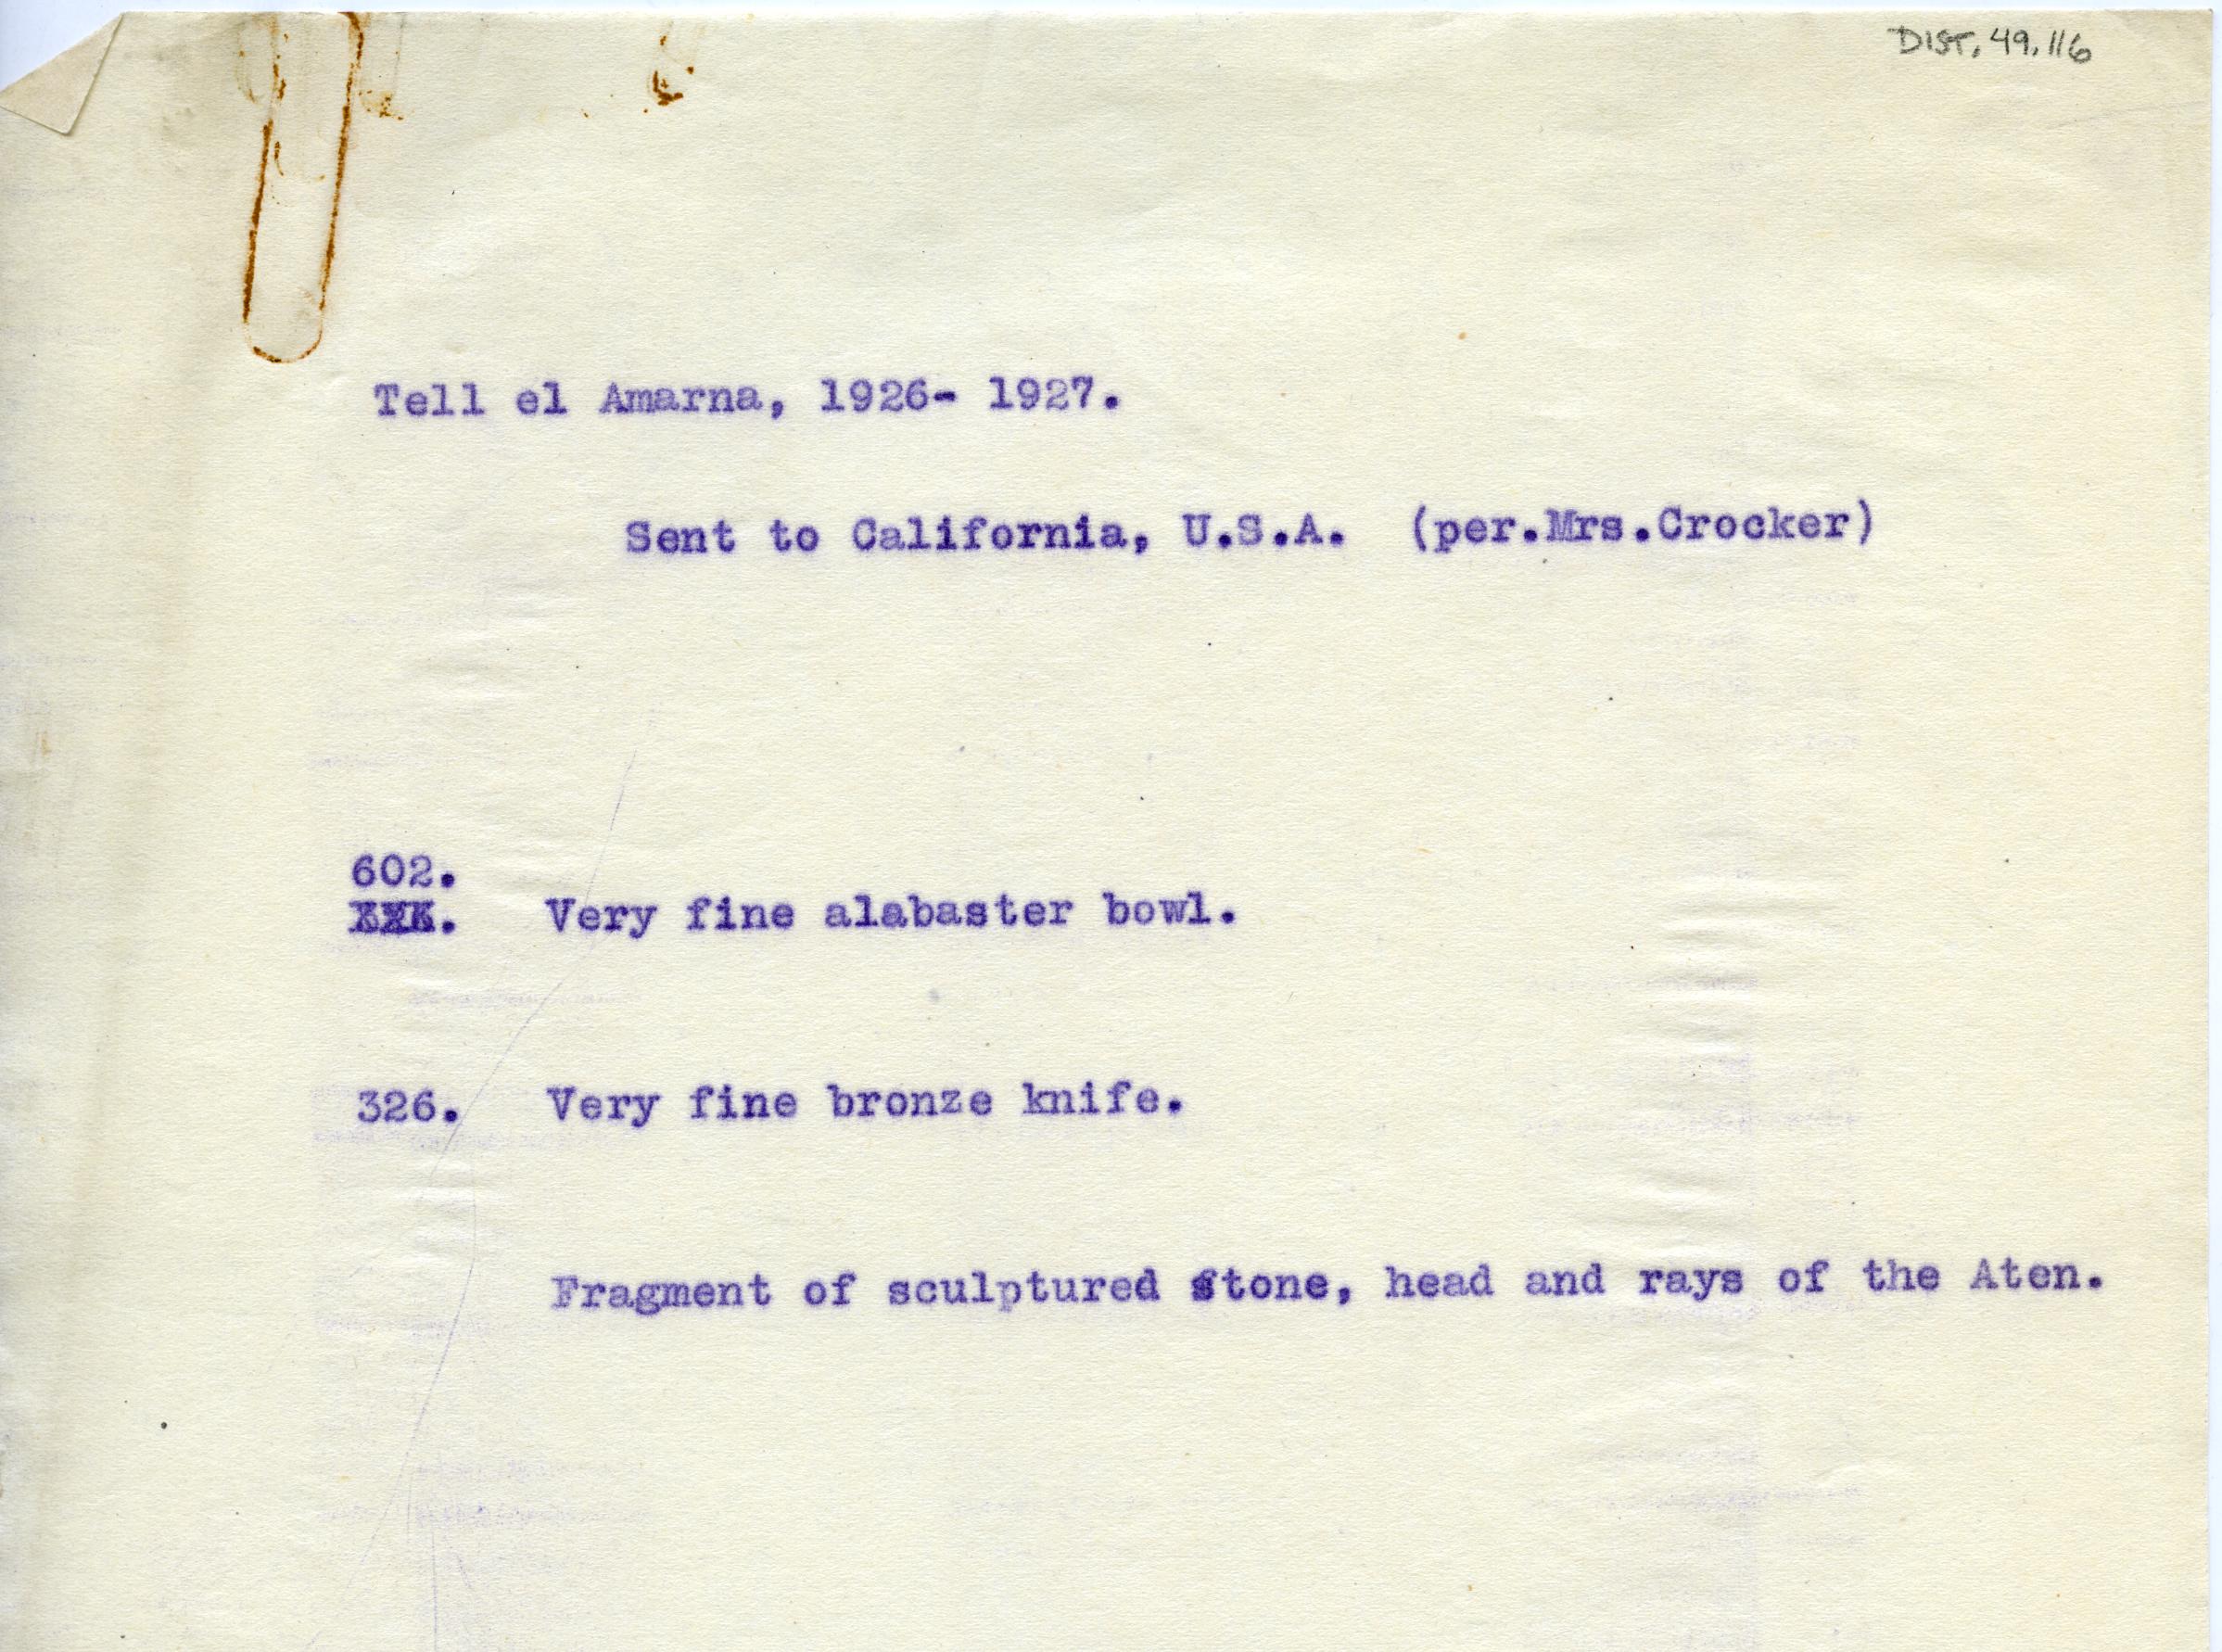 DIST. 49.116
Tell el Amarna, 1926- 1927.
Sent to California, U.S.A. (per.Mrs.Crocker)
602.
XXX. Very fine alabaster bowl.
326. Very fine bronze knife.
Fragment of sculptured stone, head and rays of the Aten.